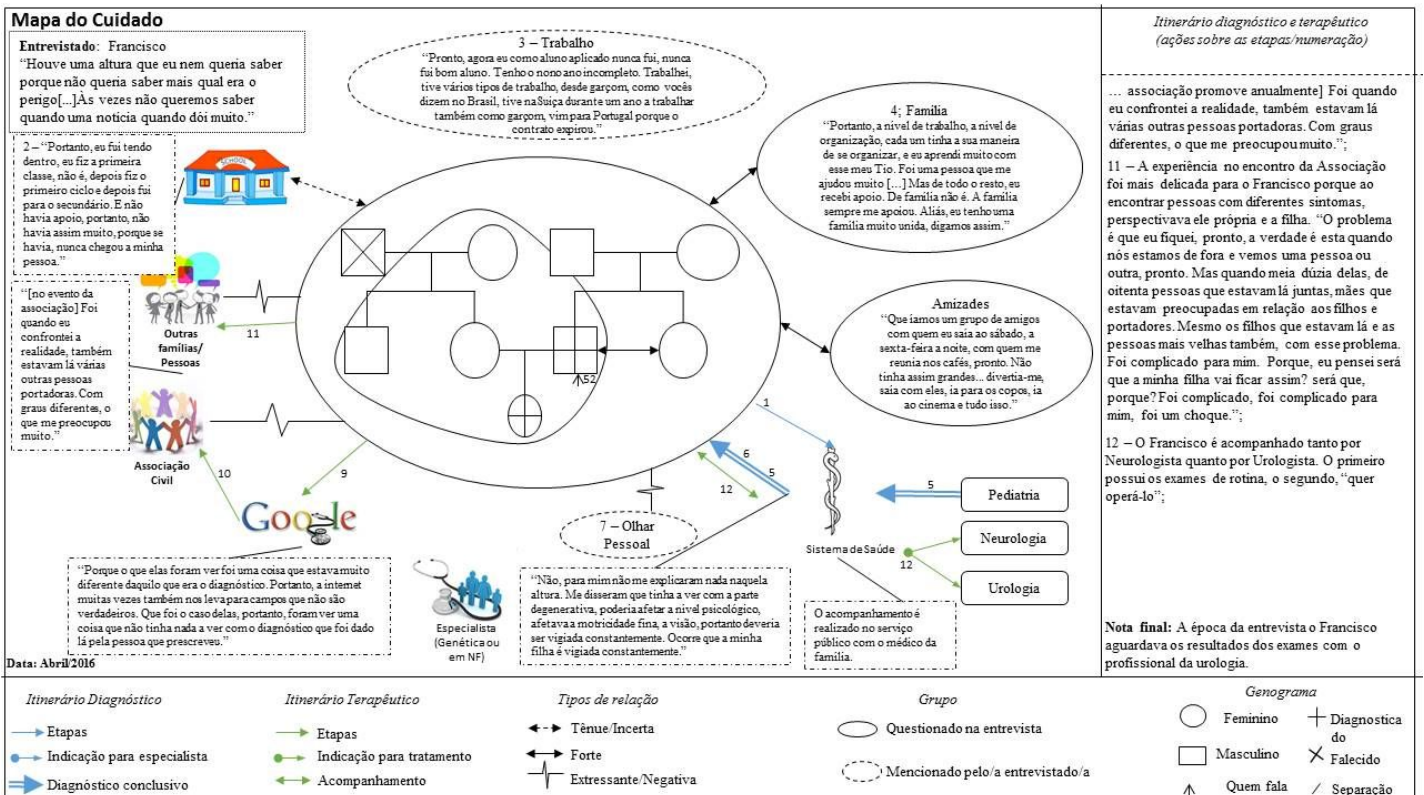 Mapa do Cuidado
Entrevistado: Francisco
“Houve uma altura que eu nem queria saber
porque não queria saber mais qual era o
perigo[...]Às vezes não queremos saber
quando uma noticia quando dói muito.”
2 – “Portanto, eu fui tendo
dentro, eu fiz a primeira
classe, não é, depois fiz o
primeiro ciclo e depois fui
para o secundário. E não
havia apoio, portanto, não
havia assim muito, porque se
havia, nunca chegou a minha
pessoa.”
SCHOOL
3 – Trabalho
“Pronto, agora eu como aluno aplicado nunca fui, nunca
fui bom aluno. Tenho o nono ano incompleto. Trabalhei,
tive vários tipos de trabalho, desde garçom, como vocês
dizem no Brasil, tive na Suiça durante um ano a trabalhar
também como garçom, vim para Portugal porque o
contrato expirou.”
4; Familia
“Portanto, a nivel de trabalho, a nivel de
organização, cada um tinha a sua maneira
de se organizar, e eu aprendi muito com
esse meu Tio. Foi uma pessoa que me
ajudou muito […] Mas de todo o resto, eu
recebi apoio. De familia não é. A familia
sempre me apoiou. Aliás, eu tenho uma
familia muito unida, digamos assim.”
Amizades
“Que iamos um grupo de amigos
com quem eu saia ao sábado, a
sexta-feira a noite, com quem me
reunia nos cafés, pronto. Não
tinha assim grandes... divertia-me,
saia com eles, ia para os copos, ia
ao cinema e tudo isso.”
“[no evento da
associação] Foi
quando eu
confrontei a
realidade, também
estavam lá várias
outras pessoas
portadoras. Com
graus diferentes, o
que me preocupou
muito.”
Outras
famílias/
Pessoas
11
Associação
Civil
10
9
52
1
6
5
12
5
12
Google
7 – Olhar
Pessoal
Sistema de Saúde
Pediatria
Neurologia
Urologia
“Porque o que elas foram ver foi uma coisa que estava muito
diferente daquilo que era o diagnóstico. Portanto, a internet
muitas vezes também nos leva para campos que não são
verdadeiros. Que foi o caso delas, portanto, foram ver uma
coisa que não tinha nada a ver com o diagnóstico que foi dado
lá pela pessoa que prescreveu.”
Especialista
(Genética ou
em NF)
“Não, para mim não me explicaram nada naquela
altura. Me disseram que tinha a ver com a parte
degenerativa, poderia afetar a nivel psicológico,
afetava a motricidade fina, a visão, portanto deveria
ser vigiada constantemente. Ocorre que a minha
filha é vigiada constantemente.”
O acompanhamento é
realizado no serviço
público com o médico da
familia.
Data: Abril/2016
Itinerário diagnóstico e terapêutico
(ações sobre as etapas/numeração)
… associação promove anualmente] Foi quando
eu confrontei a realidade, também estavam lá
várias outras pessoas portadoras. Com graus
diferentes, o que me preocupou muito.”;
11 – A experiência no encontro da Associação
foi mais delicada para o Francisco porque ao
encontrar pessoas com diferentes sintomas,
perspectivava ele própria e a filha. “O problema
é que eu fiquei, pronto, a verdade é esta quando
nós estamos de fora e vemos uma pessoa ou
outra, pronto. Mas quando meia dúzia delas, de
oitenta pessoas que estavam lá juntas, mães que
estavam preocupadas em relação aos filhos e
portadores. Mesmo os filhos que estavam lá e as
pessoas mais velhas também, com esse problema.
Foi complicado para mim. Porque, eu pensei será
que a minha filha vai ficar assim? será que,
porque? Foi complicado, foi complicado para
mim, foi um choque.”;
12 – O Francisco é acompanhado tanto por
Neurologista quanto por Urologista. O primeiro
possui os exames de rotina, o segundo, “quer
operá-lo”;
Nota final: A época da entrevista o Francisco
aguardava os resultados dos exames com o
profissional da urologia.
Itinerário Diagnóstico
Etapas
Indicação para especialista
Diagnóstico conclusivo
Itinerário Terapêutico
Etapas
Indicação para tratamento
Acompanhamento
Tipos de relação
Tênue/Incerta
Forte
Extressante/Negativa
Grupo
Questionado na entrevista
Mencionado pelo/a entrevistado/a
Genograma
Feminino
Diagnostica
do
Masculino
Falecido
Quem fala
Separação